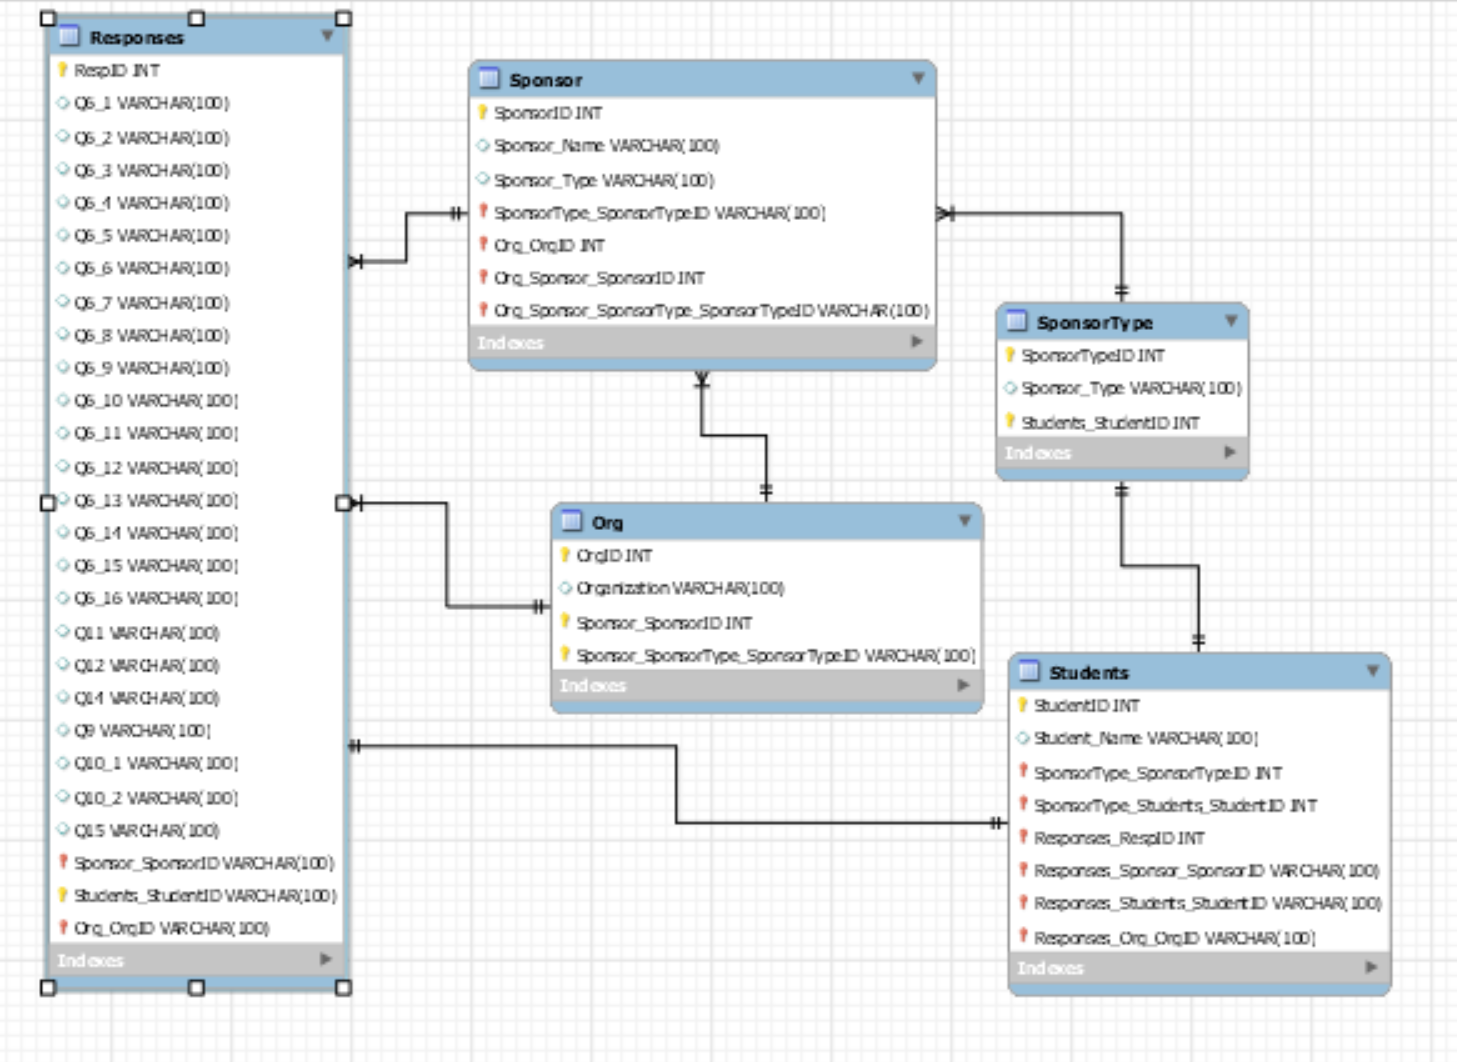 Responses
RespID INT
Q6_1 VARCHAR(100)
Q6_2 VARCHAR(100)
Q6_3 VARCHAR(100)
Q6_4 VARCHAR(100)
Q6_5 VARCHAR(100)
Q6_6 VARCHAR(100)
Q6_7 VARCHAR(100)
Q6_8 VARCHAR(100)
Q6_9 VARCHAR(100)
Q6_10 VARCHAR(100)
Q6_11 VARCHAR(100)
Q6_12 VARCHAR(100)
Q6_13 VARCHAR(100)
Q6_14 VARCHAR(100)
Q6_15 VARCHAR(100)
Q6_16 VARCHAR(100)
Q11 VARCHAR(100)
Q12 VARCHAR(100)
Q14 VARCHAR(100)
Q9 VARCHAR(100)
Q10_1 VARCHAR(100)
Q10_2 VARCHAR(100)
Q15 VARCHAR(100)
Sponsor_SponsorID VARCHAR(100)
Students_StudentID VARCHAR(100)
Org_OrgID VARCHAR(100)
Indexes
Sponsor
SponsorID INT
Sponsor_Name VARCHAR(100)
Sponsor_Type VARCHAR(100)
SponsorType_SponsorTypeID VARCHAR(100)
Org_OrgID INT
Org_Sponsor_SponsorID INT
Org_Sponsor_SponsorType_SponsorTypeID VARCHAR(100)
Indexes
SponsorType
SponsorTypeID INT
Sponsor_Type VARCHAR(100)
Students_StudentID INT
Indexes
Org
OrgID INT
Organization VARCHAR(100)
Sponsor_SponsorID INT
Sponsor_SponsorType_SponsorTypeID VARCHAR(100)
Indexes
Students
StudentID INT
Student_Name VARCHAR(100)
SponsorType_SponsorTypeID INT
SponsorType_Students_StudentID INT
Responses_RespID INT
Responses_Sponsor_SponsorID VARCHAR(100)
Responses_Students_StudentID VARCHAR(100)
Responses_Org_OrgID VARCHAR(100)
Indexes